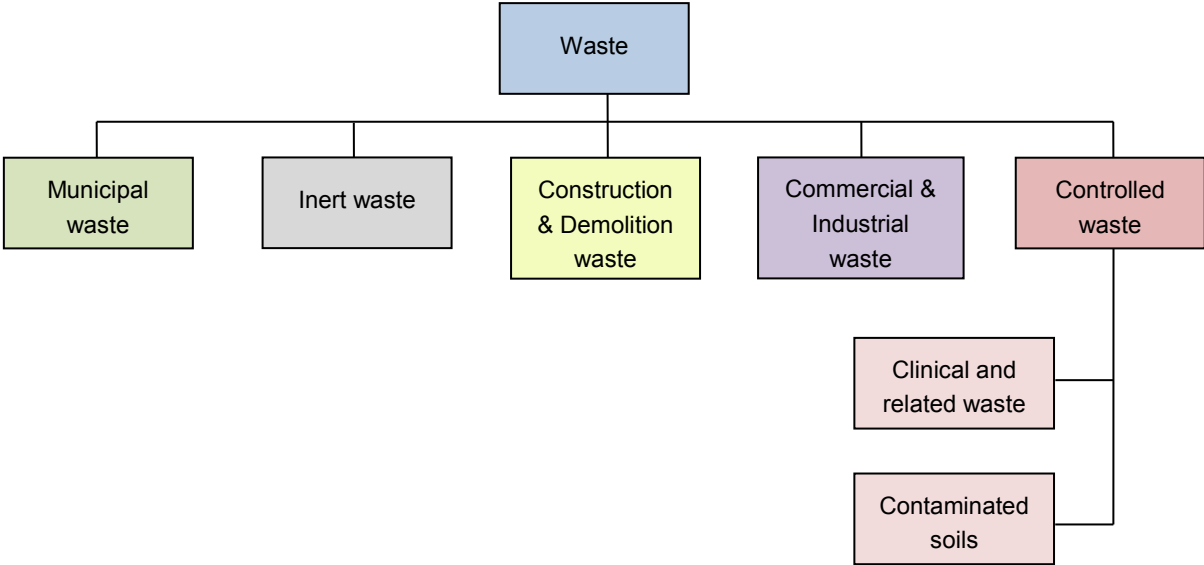 Waste
Municipal
waste
Inert waste
Construction
& Demolition
waste
Commercial &
Industrial
waste
Controlled
waste
Clinical and
related waste
Contaminated
soils